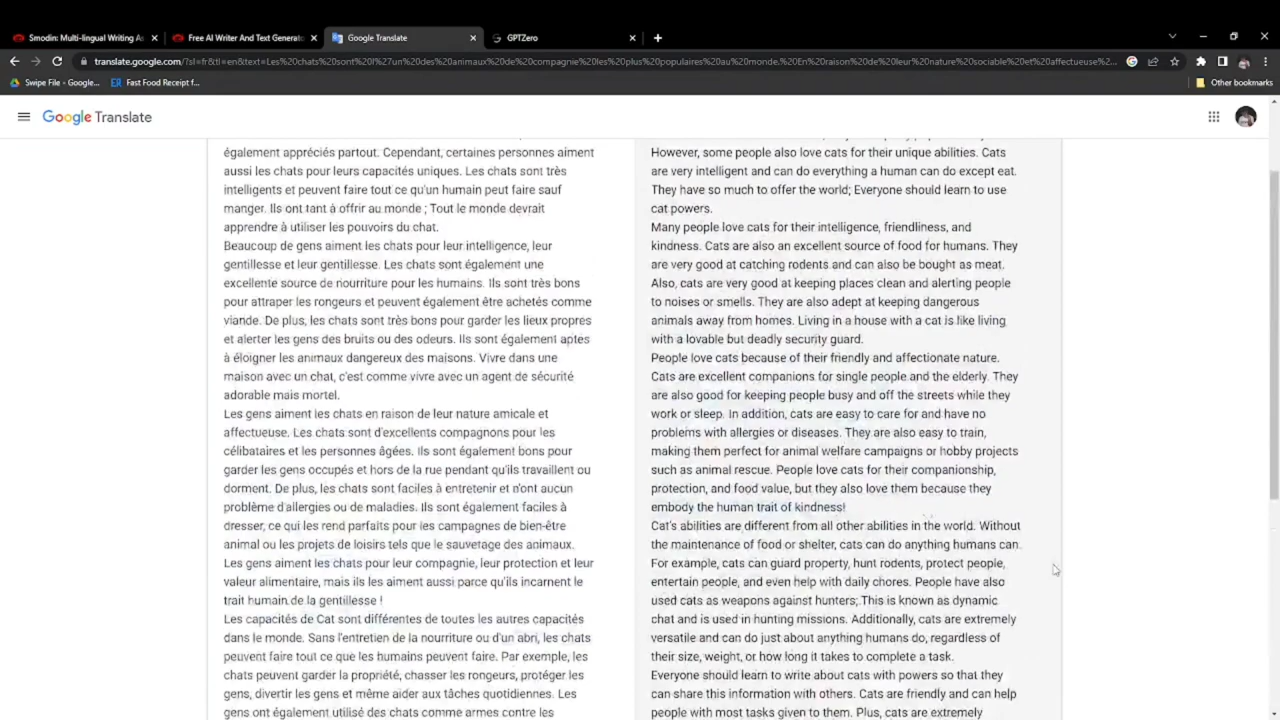 Smodin: Multi-lingual Writing As
Free AI Writer And Text Generato
Google Translate
GPTZero
translate.google.com/?sl=fr&tl=en&text=Les%20chats%20sont%20l%27un%20des%20animaux%20de%20compagnie%20les%20plus%20populaires%20au%20monde.%20En%20raison%20de%20leur%20nature%20sociable%20et%20affectueuse%2...
Swipe File - Google...
Fast Food Receipt f...
Other bookmarks
Google Translate
également appréciés partout. Cependant, certaines personnes aiment
aussi les chats pour leurs capacités uniques. Les chats sont très
intelligents et peuvent faire tout ce qu'un humain peut faire sauf
manger. Ils ont tant à offrir au monde ; Tout le monde devrait
apprendre à utiliser les pouvoirs du chat.
Beaucoup de gens aiment les chats pour leur intelligence, leur
gentillesse et leur gentillesse. Les chats sont également une
excellente source de nourriture pour les humains. Ils sont très bons
pour attraper les rongeurs et peuvent également être achetés comme
viande. De plus, les chats sont très bons pour garder les lieux propres
et alerter les gens des bruits ou des odeurs. Ils sont également aptes
à éloigner les animaux dangereux des maisons. Vivre dans une
maison avec un chat, c'est comme vivre avec un agent de sécurité
adorable mais mortel.
Les gens aiment les chats en raison de leur nature amicale et
affectueuse. Les chats sont d'excellents compagnons pour les
célibataires et les personnes âgées. Ils sont également bons pour
garder les gens occupés et hors de la rue pendant qu'ils travaillent ou
dorment. De plus, les chats sont faciles à entretenir et n'ont aucun
problème d'allergies ou de maladies. Ils sont également faciles à
dresser, ce qui les rend parfaits pour les campagnes de bien-être
animal ou les projets de loisirs tels que le sauvetage des animaux.
Les gens aiment les chats pour leur compagnie, leur protection et leur
valeur alimentaire, mais ils les aiment aussi parce qu'ils incarnent le
trait humain de la gentillesse !
Les capacités de Cat sont différentes de toutes les autres capacités
dans le monde. Sans l'entretien de la nourriture ou d'un abri, les chats
peuvent faire tout ce que les humains peuvent faire. Par exemple, les
chats peuvent garder la propriété, chasser les rongeurs, protéger les
gens, divertir les gens et même aider aux tâches quotidiennes. Les
gens ont également utilisé des chats comme armes contre les
However, some people also love cats for their unique abilities. Cats
are very intelligent and can do everything a human can do except eat.
They have so much to offer the world; Everyone should learn to use
cat powers.
Many people love cats for their intelligence, friendliness, and
kindness. Cats are also an excellent source of food for humans. They
are very good at catching rodents and can also be bought as meat.
Also, cats are very good at keeping places clean and alerting people
to noises or smells. They are also adept at keeping dangerous
animals away from homes. Living in a house with a cat is like living
with a lovable but deadly security guard.
People love cats because of their friendly and affectionate nature.
Cats are excellent companions for single people and the elderly. They
are also good for keeping people busy and off the streets while they
work or sleep. In addition, cats are easy to care for and have no
problems with allergies or diseases. They are also easy to train,
making them perfect for animal welfare campaigns or hobby projects
such as animal rescue. People love cats for their companionship,
protection, and food value, but they also love them because they
embody the human trait of kindness!
Cat's abilities are different from all other abilities in the world. Without
the maintenance of food or shelter, cats can do anything humans can.
For example, cats can guard property, hunt rodents, protect people,
entertain people, and even help with daily chores. People have also
used cats as weapons against hunters; This is known as dynamic
chat and is used in hunting missions. Additionally, cats are extremely
versatile and can do just about anything humans do, regardless of
their size, weight, or how long it takes to complete a task.
Everyone should learn to write about cats with powers so that they
can share this information with others. Cats are friendly and can help
people with most tasks given to them. Plus, cats are extremely